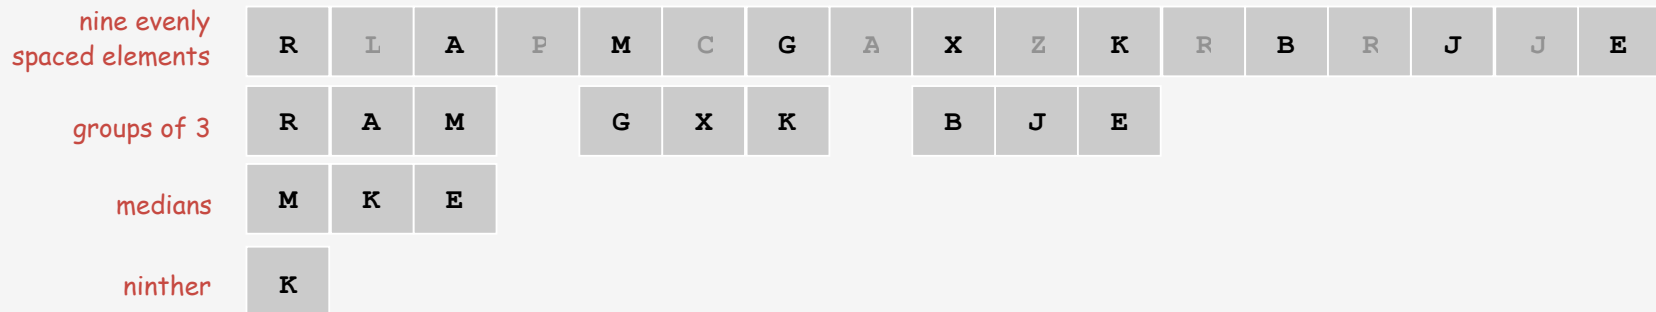 nine evenly
spaced elements R L A P M C G A X Z K R B R J J E
groups of 3 R A M G X K B J E
medians M K E
ninther K